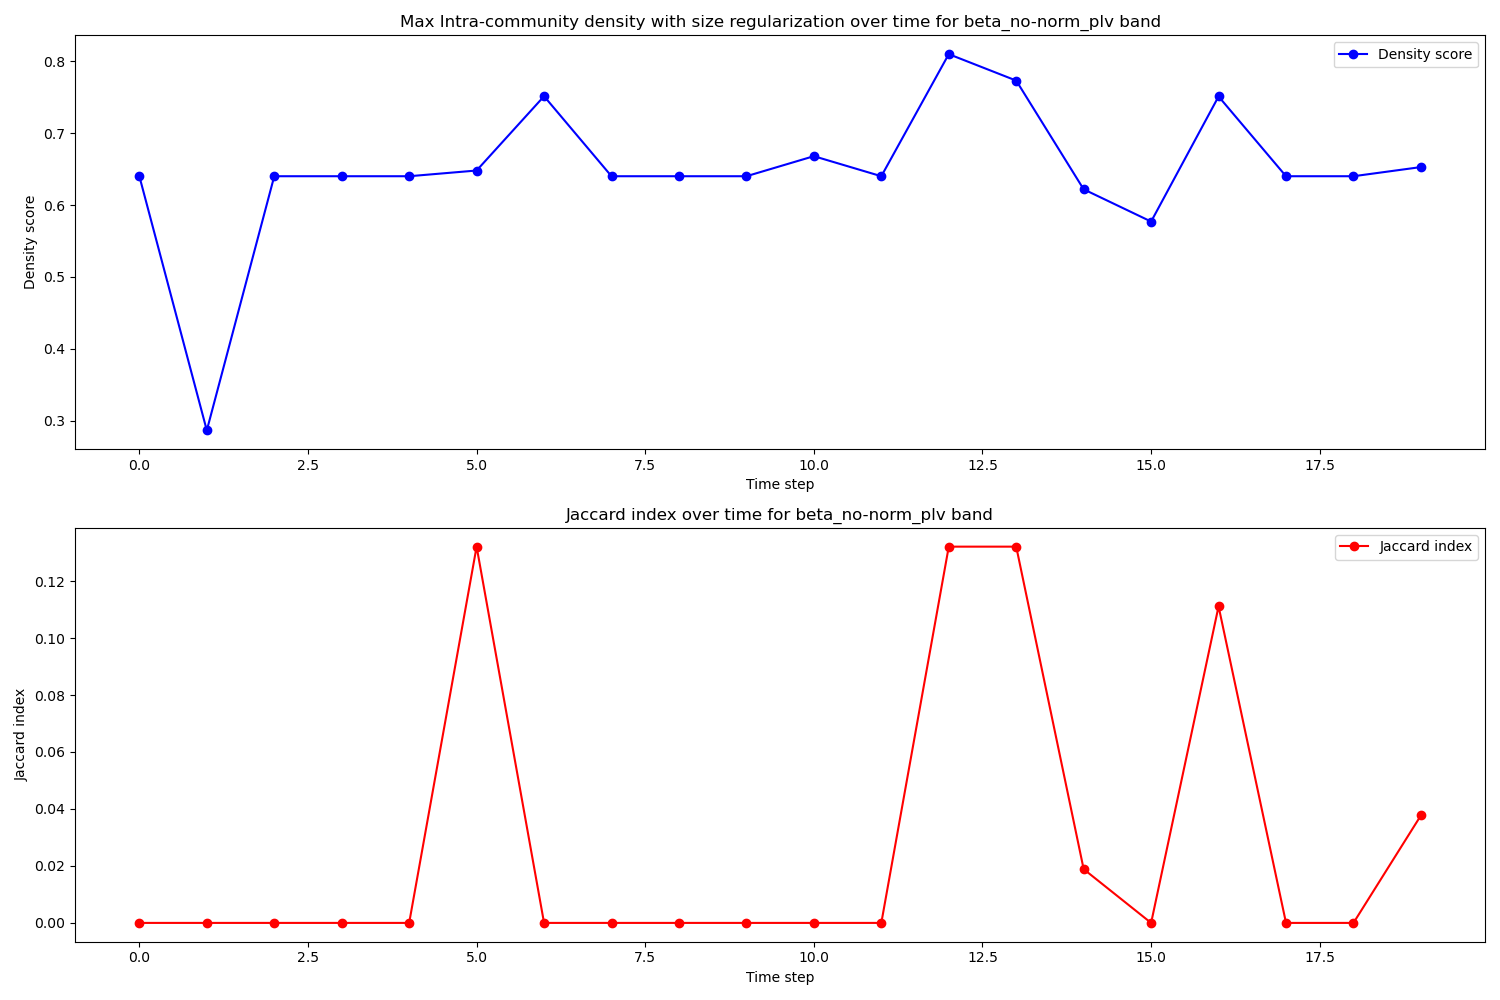 Max Intra-community density with size regularization over time for beta_no-norm_plv band
Density score
0.8
0.7
0.6
0.5
0.4
0.3
Density score
0.0 2.5 5.0 7.5 10.0 12.5 15.0 17.5
Time step
Jaccard index over time for beta_no-norm_plv band
Jaccard index
0.12
0.10
0.08
0.06
0.04
0.02
0.00
Jaccard index
0.0 2.5 5.0 7.5 10.0 12.5 15.0 17.5
Time step